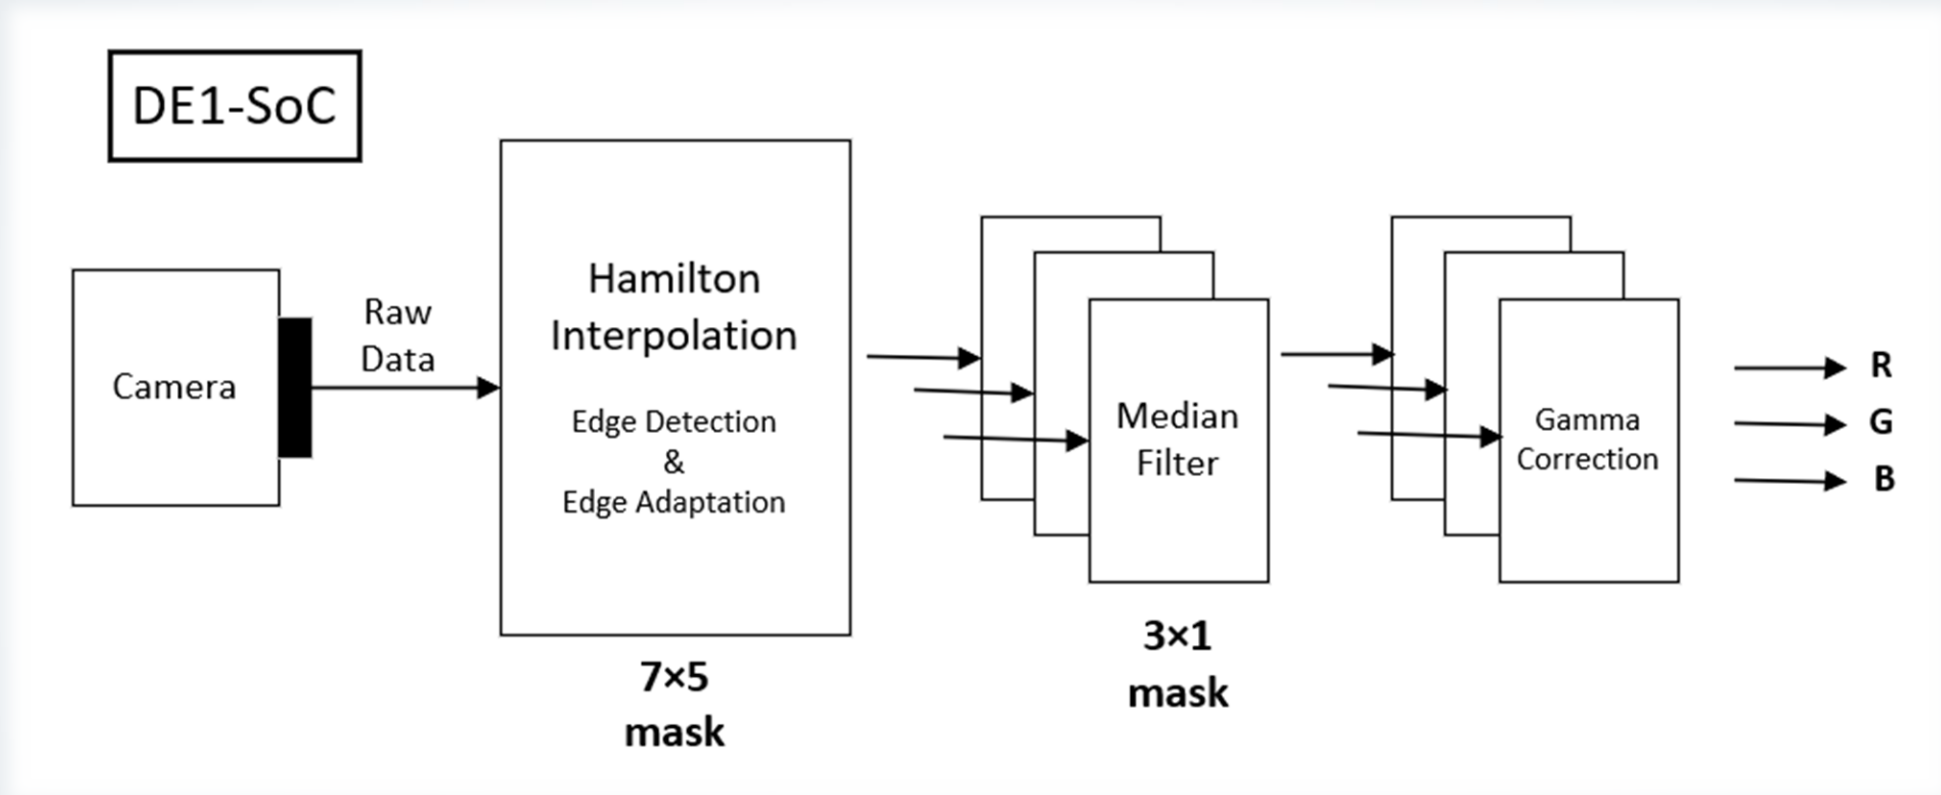 DE1-SoC
Camera
Raw
Data
Hamilton
Interpolation
Edge Detection
&
Edge Adaptation
7×5
mask
Median
Filter
3×1
mask
Gamma
Correction
R
G
B